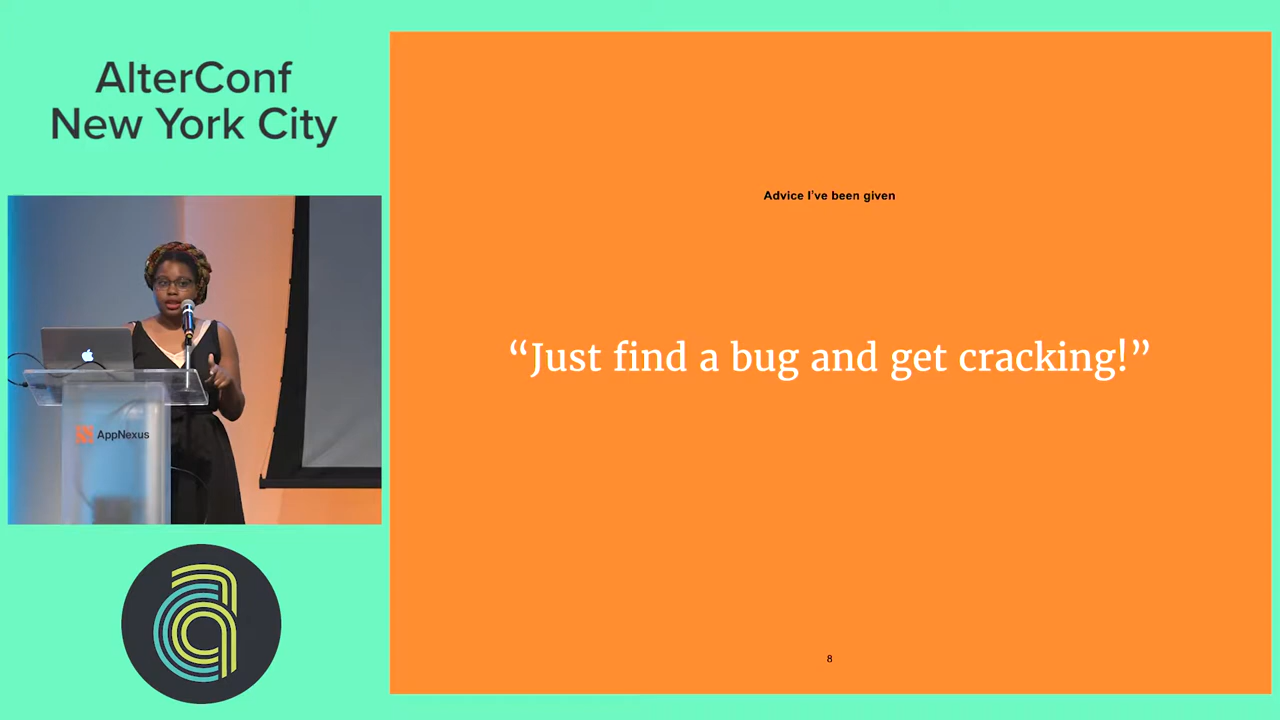 AlterConf
New York City
AppNexus
Advice I’ve been given
“Just find a bug and get cracking!”
8